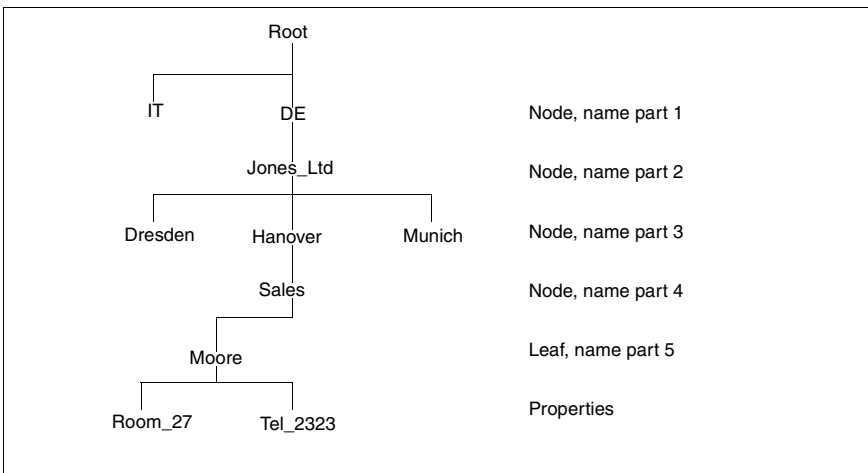 Root
IT
DE
Node, name part 1
Jones_Ltd
Node, name part 2
Dresden
Hanover
Munich
Node, name part 3
Sales
Node, name part 4
Moore
Leaf, name part 5
Room_27
Tel_2323
Properties